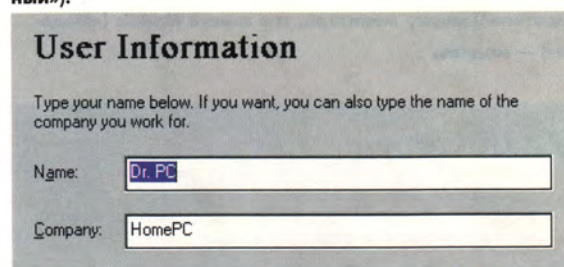 ный»).
User Information
Type your name below. If you want, you can also type the name of the
company you work for.
Name: Dr. PC
Company: HomePC